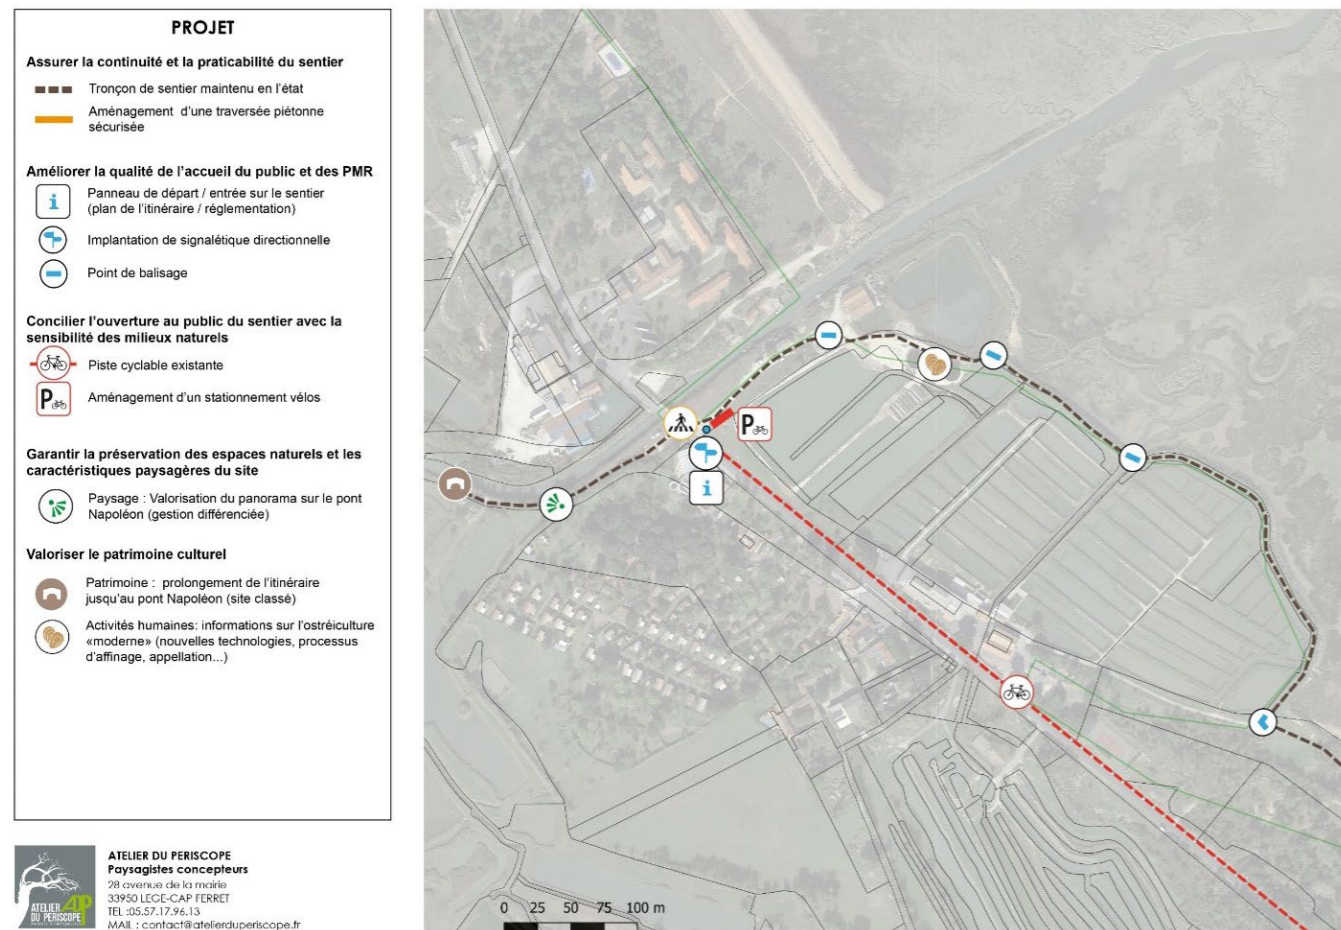 PROJET
Assurer la continuité et la praticabilité du sentier
Tronçon de sentier maintenu en l'état
Aménagement d'une traversée piétonne
sécurisée
Améliorer la qualité de l'accueil du public et des PMR
i
Panneau de départ / entrée sur le sentier
(plan de l'itinéraire / réglementation)
Implantation de signalétique directionnelle
Point de balisage
Concilier l'ouverture au public du sentier avec la
sensibilité des milieux naturels
Piste cyclable existante
P
Aménagement d'un stationnement vélos
Garantir la préservation des espaces naturels et les
caractéristiques paysagères du site
Paysage : Valorisation du panorama sur le pont
Napoléon (gestion différenciée)
Valoriser le patrimoine culturel
Patrimoine : prolongement de l'itinéraire
jusqu'au pont Napoléon (site classé)
Activités humaines: informations sur l'ostréiculture
«moderne» (nouvelles technologies, processus
d'affinage, appellation...)
ATELIER DU PERISCOPE
Paysagistes concepteurs
28 avenue de la mairie
33950 LEGE-CAP FERRET
TEL :05.57.17.96.13
MAIL : contact@atelierduperiscope.fr
ATELIER
DU PERISCOPE
P
i
0 25 50 75 100 m